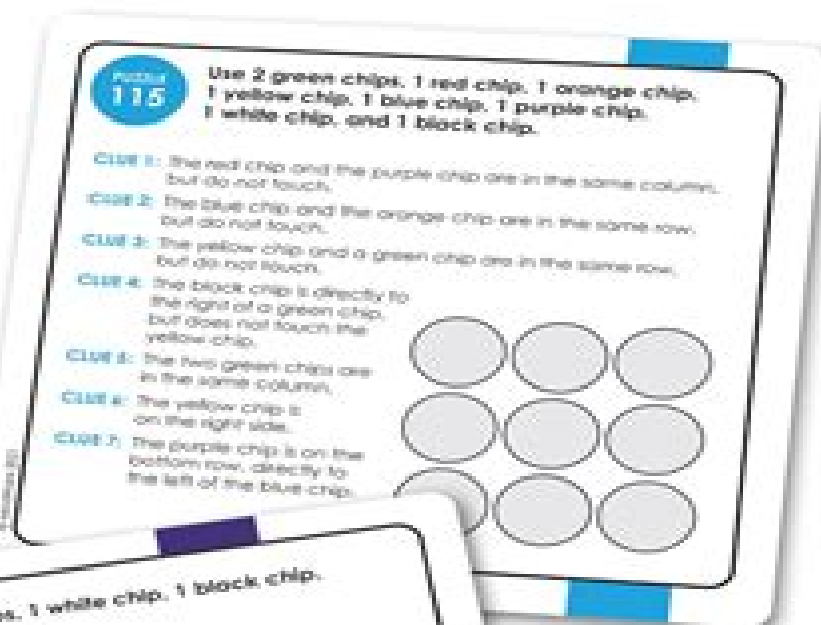 PUZZLE
115
Use 2 green chips, 1 red chip, 1 orange chip,
1 yellow chip, 1 blue chip, 1 purple chip,
1 white chip, and 1 black chip.
CLUE 1: The red chip and the purple chip are in the same column,
but do not touch.
CLUE 2: The blue chip and the orange chip are in the same row,
but do not touch.
CLUE 3: The yellow chip and a green chip are in the same row,
but do not touch.
CLUE 4: The black chip is directly to
the right of a green chip,
but does not touch the
yellow chip.
CLUE 5: The two green chips are
in the same column.
CLUE 6: The yellow chip is
on the right side.
CLUE 7: The purple chip is on the
bottom row, directly to
the left of the blue chip.
1 white chip, 1 black chip.